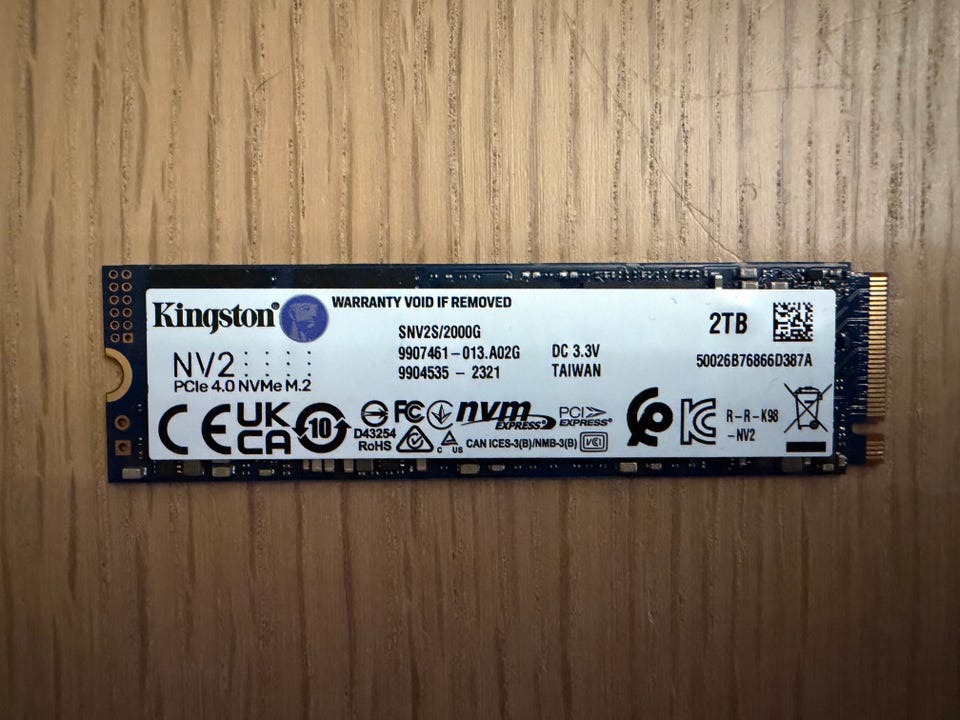 Kingston®
WARRANTY VOID IF REMOVED
NV2
PCIe 4.0 NVMe M.2
SNV2S/2000G
9907461-013.A02G
9904535 - 2321
DC 3.3V
TAIWAN
2TB
50026B76866D387A
CE
UK
CA
10
D43254
RoHS
FC
C US
nvm
EXPRESS
PCI
EXPRESS®
CAN ICES-3(B)/NMB-3(B)
VCI
R-R-K98
-NV2